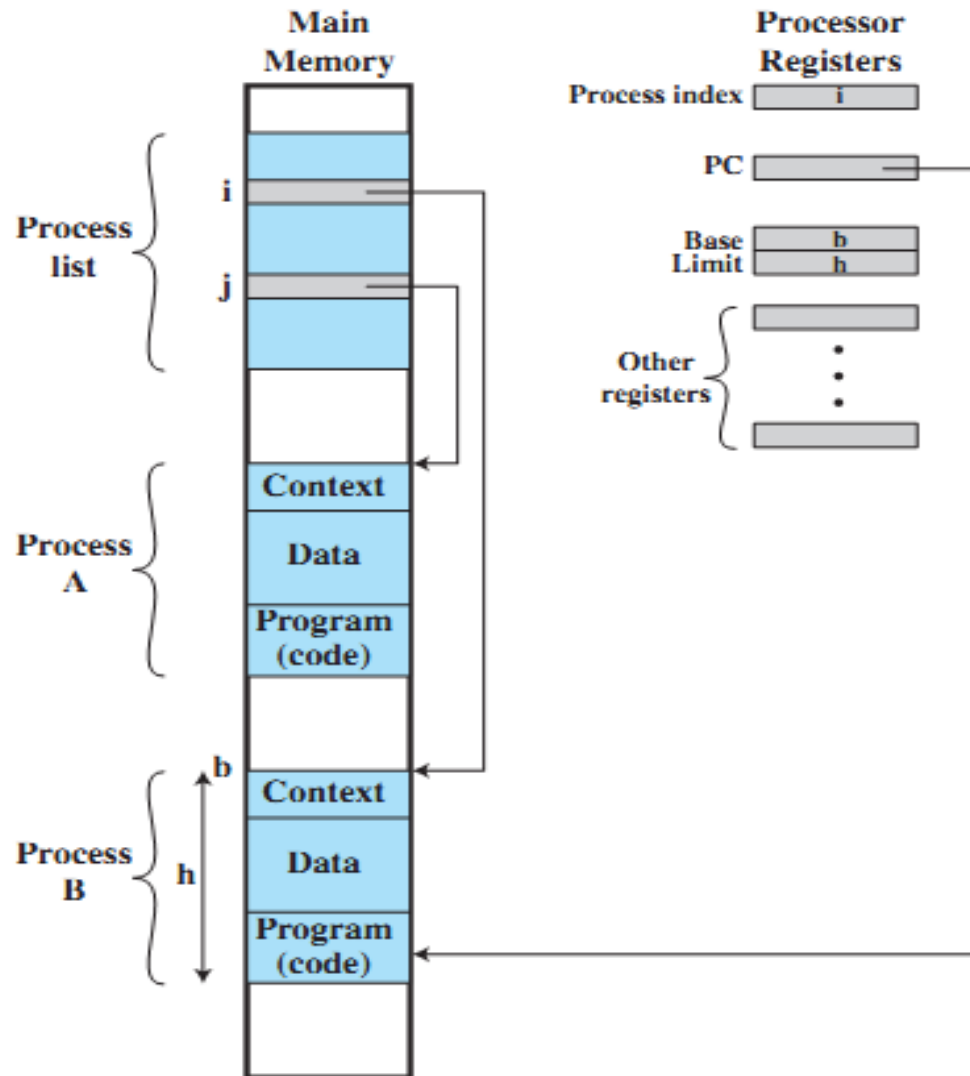 Main
Memory
Processor
Registers
Process index
i
PC
Base
b
Limit
h
Other
registers
i
Process
list
j
Context
Process
A
Data
Program
(code)
b
Context
Process
B
h
Data
Program
(code)